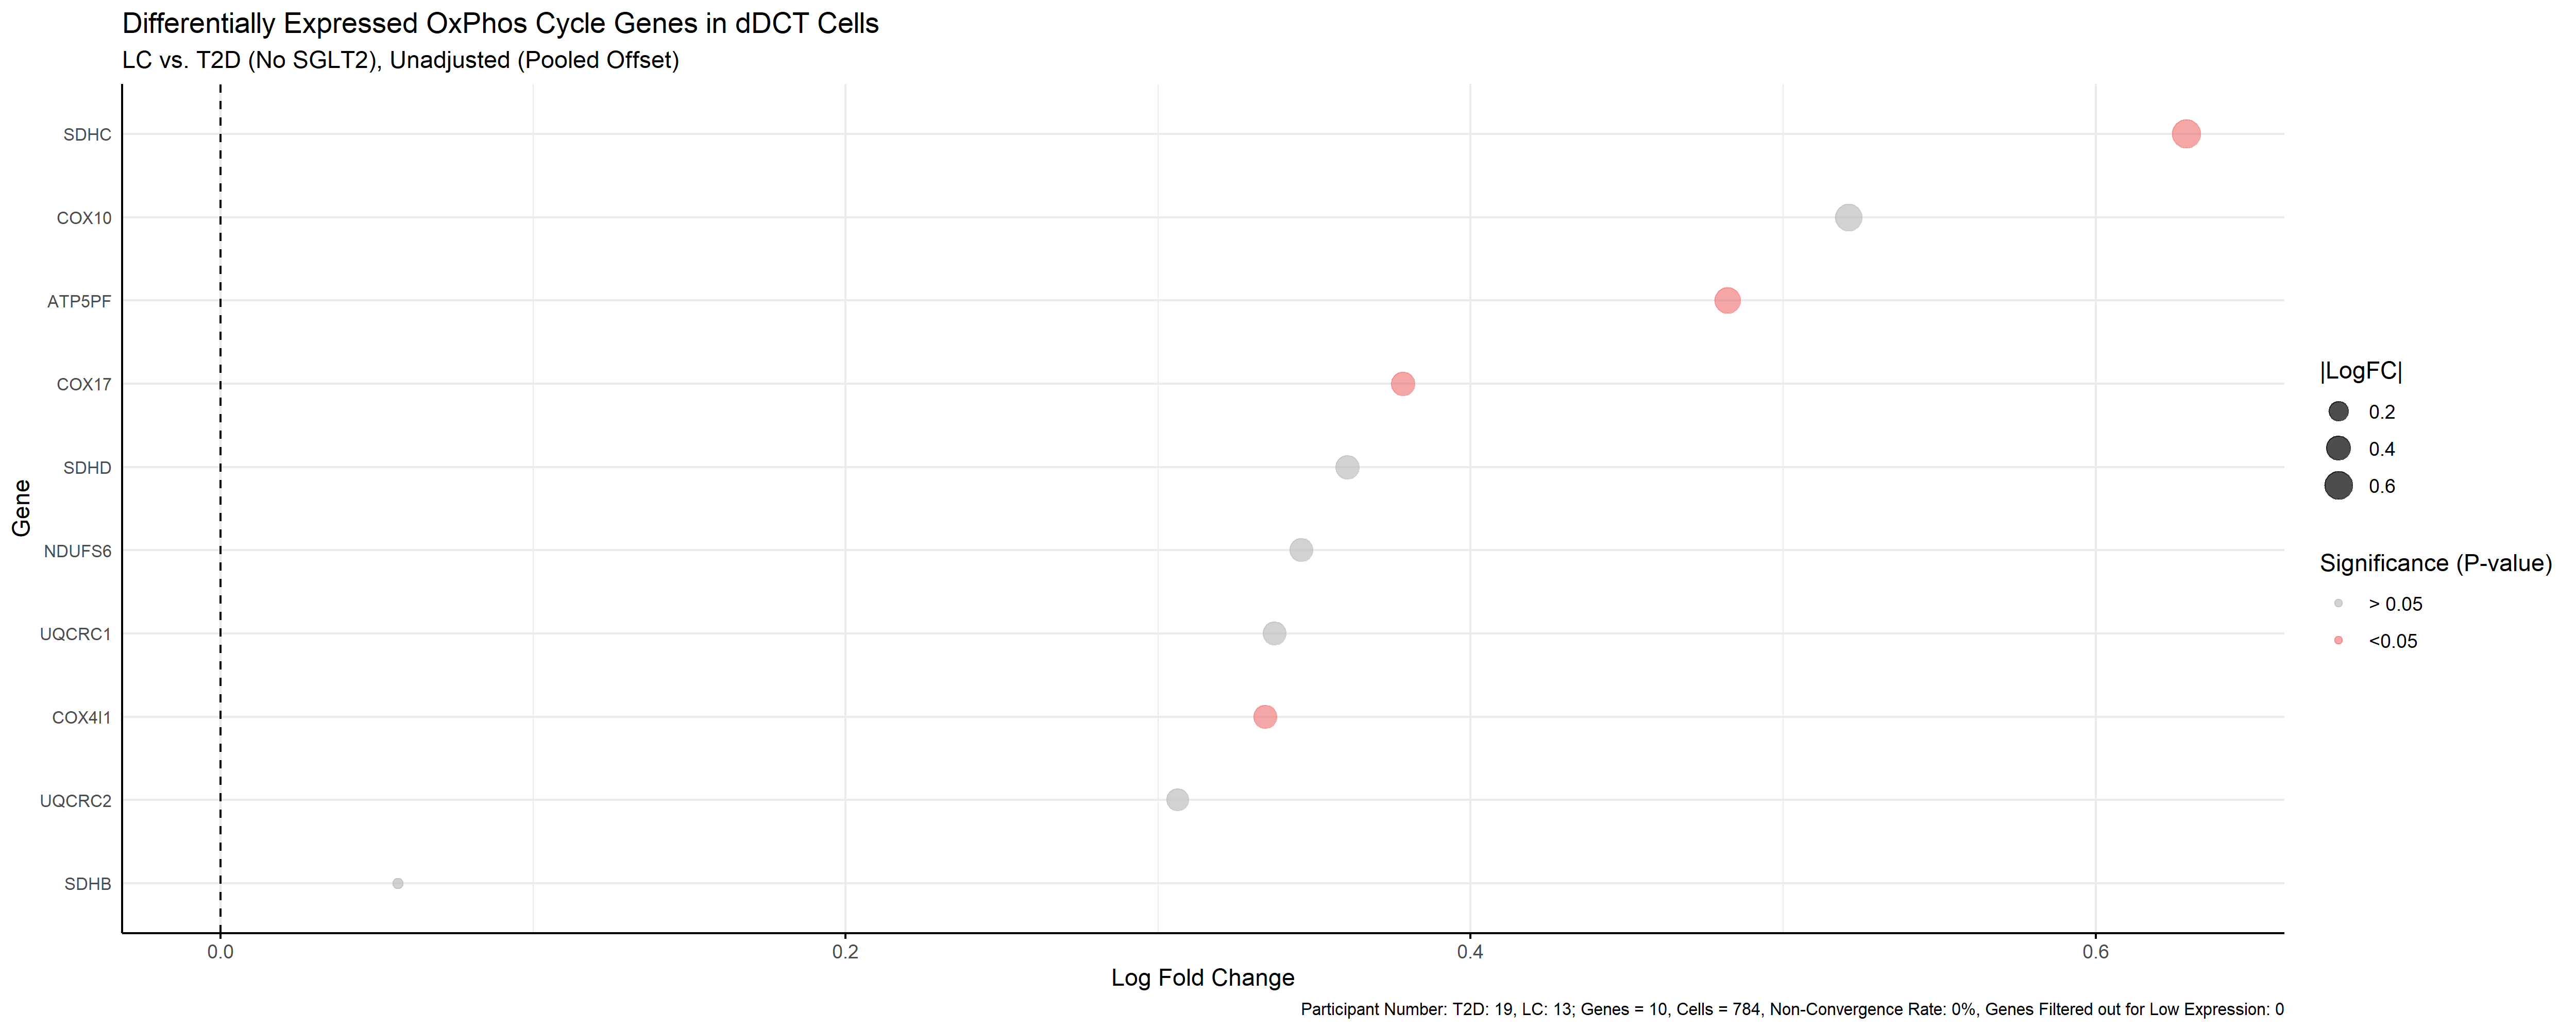 Differentially Expressed OxPhos Cycle Genes in dDCT Cells
LC vs. T2D (No SGLT2), Unadjusted (Pooled Offset)
Gene
SDHC
COX10
ATP5PF
COX17
SDHD
NDUFS6
UQCRC1
COX4I1
UQCRC2
SDHB
0.0
0.2
0.4
0.6
Log Fold Change
|LogFC|
0.2
0.4
0.6
Significance (P-value)
> 0.05
<0.05
Participant Number: T2D: 19, LC: 13; Genes = 10, Cells = 784, Non-Convergence Rate: 0%, Genes Filtered out for Low Expression: 0